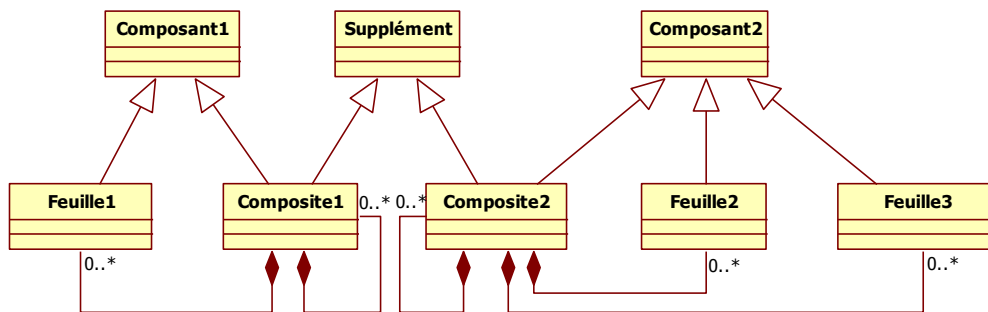 Composant1
Supplément
Composant2
Feuille1
Composite1
0..*
0..*
Composite2
Feuille2
Feuille3
0..*
0..*
0..*